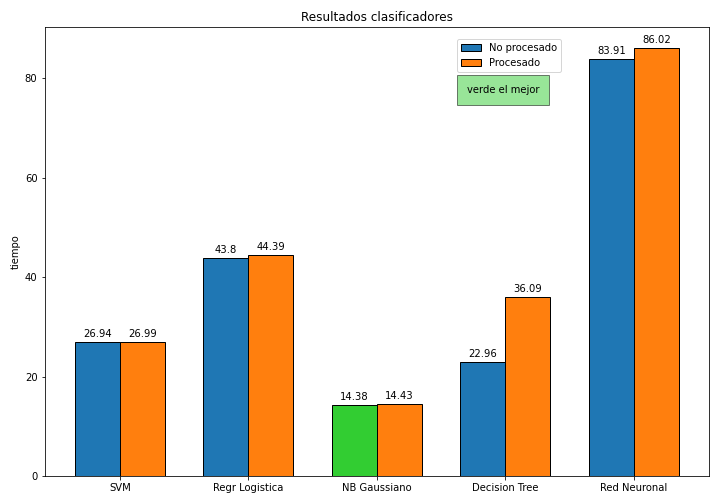 Resultados clasificadores
No procesado
Procesado
verde el mejor
tiempo
80
60
40
20
0
26.94
26.99
43.8
44.39
14.38
14.43
22.96
36.09
83.91
86.02
SVM
Regr Logistica
NB Gaussiano
Decision Tree
Red Neuronal